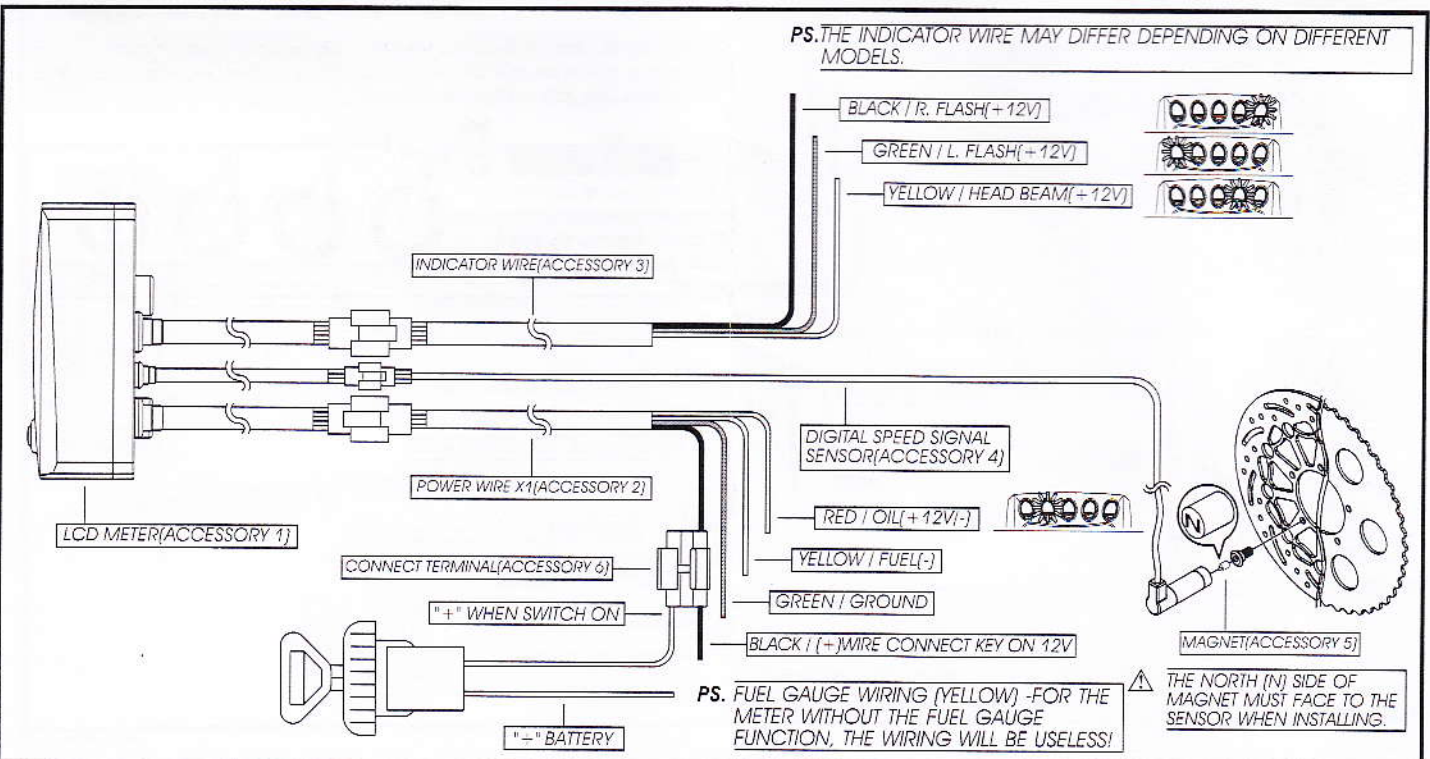 PS. THE INDICATOR WIRE MAY DIFFER DEPENDING ON DIFFERENT
MODELS.
BLACK / R. FLASH(+12V)
GREEN / L. FLASH(+12V)
YELLOW / HEAD BEAM(+12V)
INDICATOR WIRE(ACCESSORY 3)
DIGITAL SPEED SIGNAL
SENSOR(ACCESSORY 4)
POWER WIRE X1(ACCESSORY 2)
LCD METER(ACCESSORY 1)
RED / OIL(+12V/-)
YELLOW / FUEL(-)
CONNECT TERMINAL(ACCESSORY 6)
GREEN / GROUND
"+" WHEN SWITCH ON
BLACK / (+)WIRE CONNECT KEY ON 12V
N
MAGNET(ACCESSORY 5)
THE NORTH (N) SIDE OF
MAGNET MUST FACE TO THE
SENSOR WHEN INSTALLING.
PS. FUEL GAUGE WIRING (YELLOW) -FOR THE
METER WITHOUT THE FUEL GAUGE
FUNCTION, THE WIRING WILL BE USELESS!
"+" BATTERY